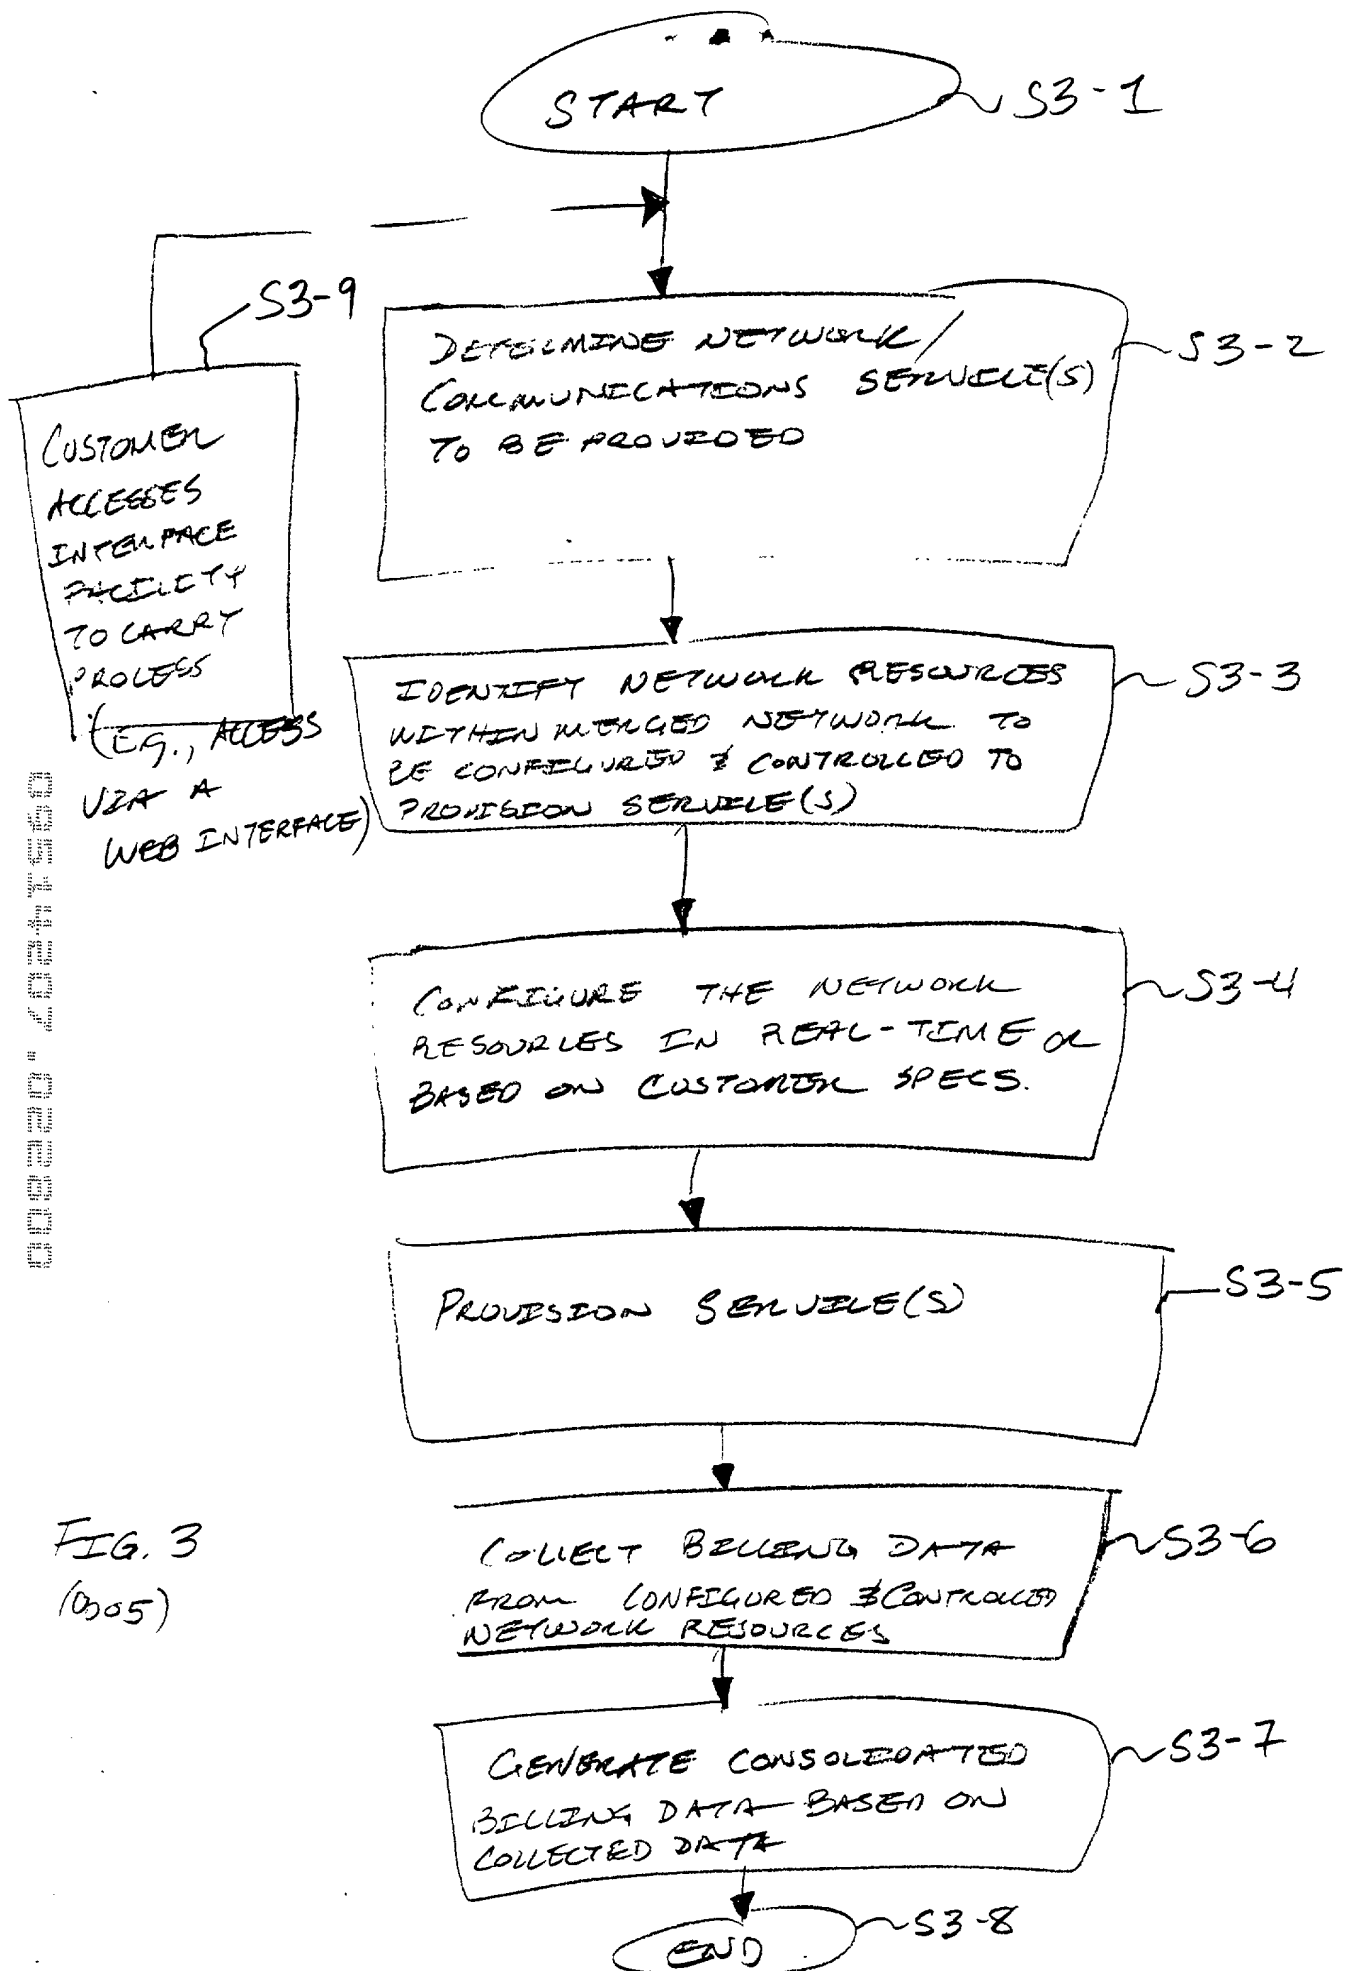 START
S3-1
S3-9
DETERMINE NETWORK/
COMMUNICATIONS SERVICE(S)
TO BE PROVIDED
S3-2
CUSTOMER
ACCESSES
INTERFACE
FACILITY
TO CARRY
PROCESS
(E.G., ACCESS
VIA A
WEB INTERFACE)
IDENTIFY NETWORK RESOURCES
WITHIN MERGED NETWORK TO
BE CONFIGURED & CONTROLLED TO
PROVISION SERVICE(S)
S3-3
CONFIGURE THE NETWORK
RESOURCES IN REAL-TIME OR
BASED ON CUSTOMER SPECS.
S3-4
PROVISION SERVICE(S)
S3-5
COLLECT BILLING DATA
FROM CONFIGURED & CONTROLLED
NETWORK RESOURCES
S3-6
GENERATE CONSOLIDATED
BILLING DATA BASED ON
COLLECTED DATA
S3-7
END
S3-8
FIG. 3
09514207.022800